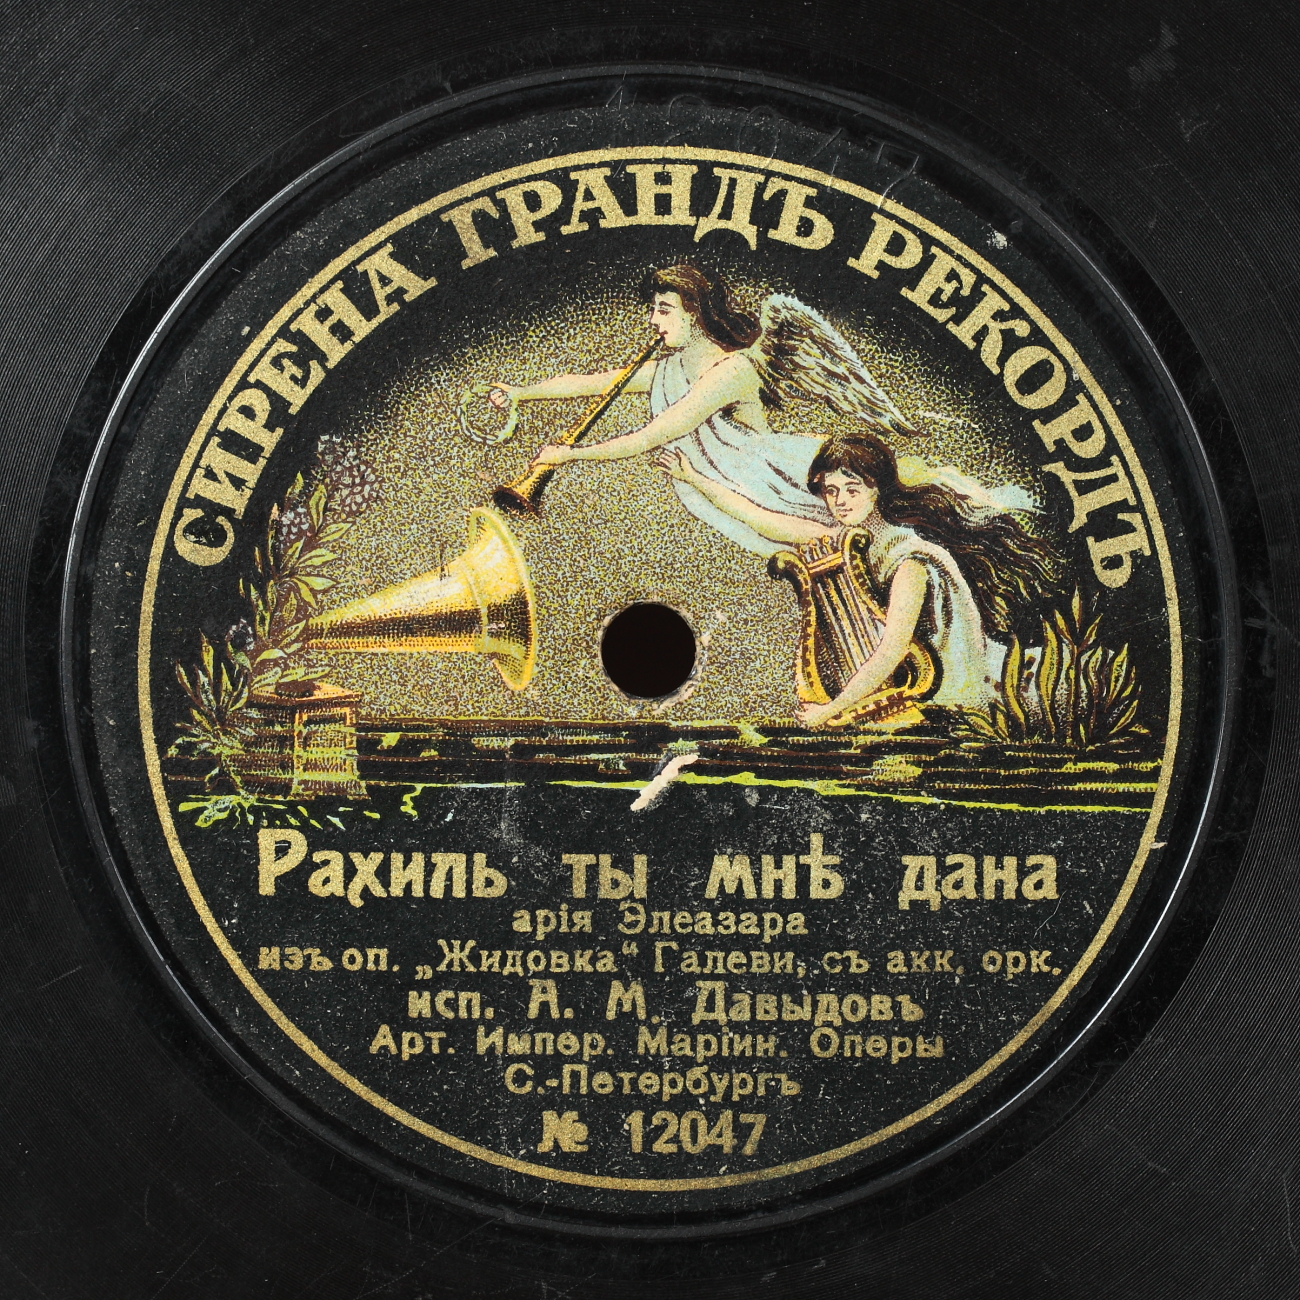 12047
СИРЕНА ГРАНДЪ РЕКОРДЪ
Рахиль ты мнѣ дана
арія Элеазара
изъ оп. „Жидовка“ Галеви, съ акк. орк.
исп. А. М. Давыдовъ
Арт. Импер. Маріин. Оперы
С.-Петербургъ
№ 12047